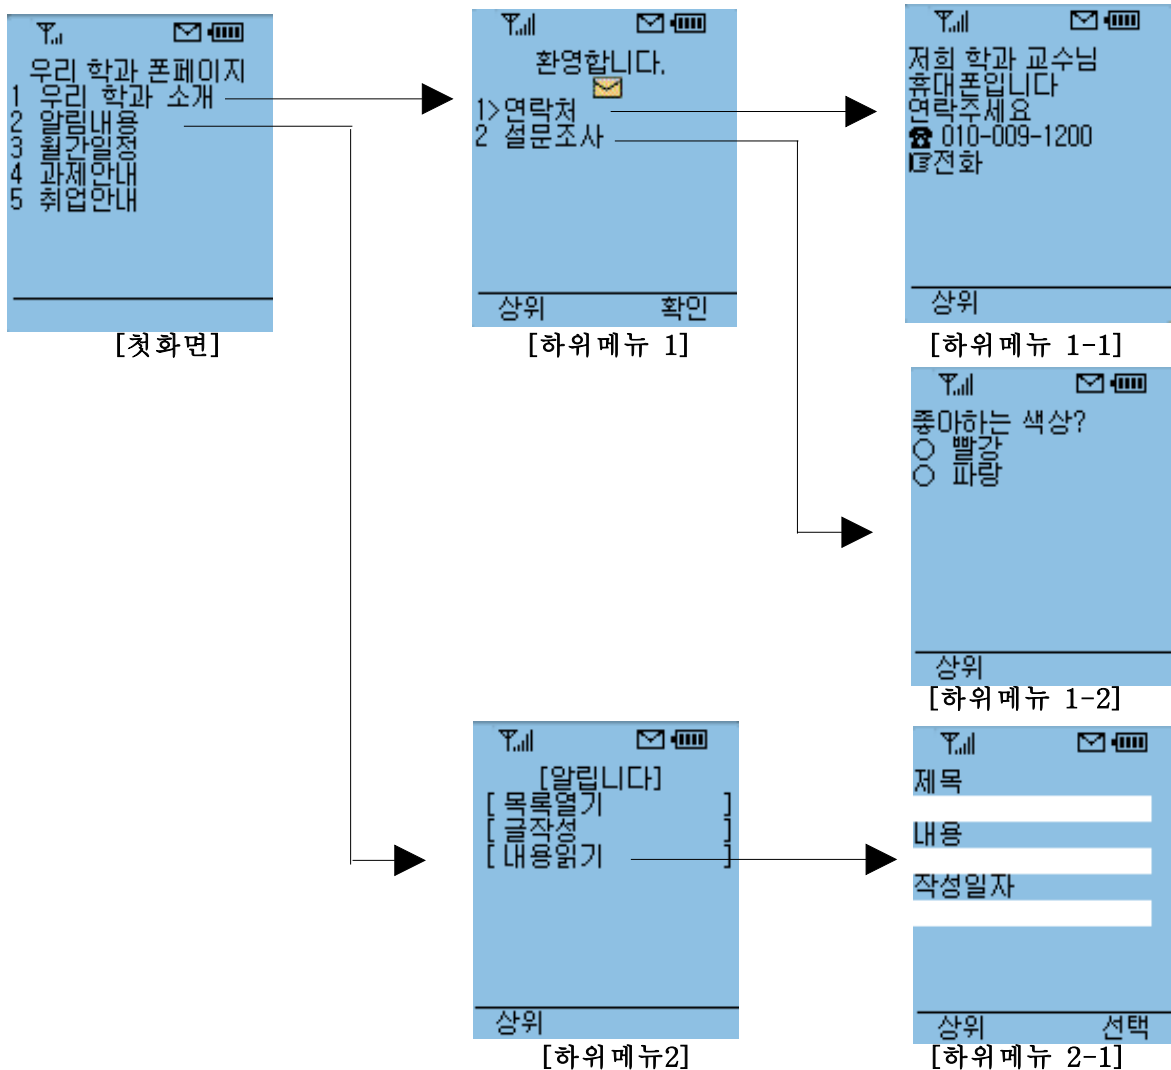 우리 학과 폰페이지
1 우리 학과 소개
2 알림내용
3 월간일정
4 과제안내
5 취업안내
[첫화면]
환영합니다.
1>연락처
2 설문조사
상위 확인
[하위메뉴 1]
저희 학과 교수님
휴대폰입니다
연락주세요
☎ 010-009-1200
☞전화
상위
[하위메뉴 1-1]
좋아하는 색상?
○ 빨강
○ 파랑
상위
[하위메뉴 1-2]
[알립니다]
[ 목록열기 ]
[ 글작성 ]
[ 내용읽기 ]
상위
[하위메뉴2]
제목
내용
작성일자
상위 선택
[하위메뉴 2-1]